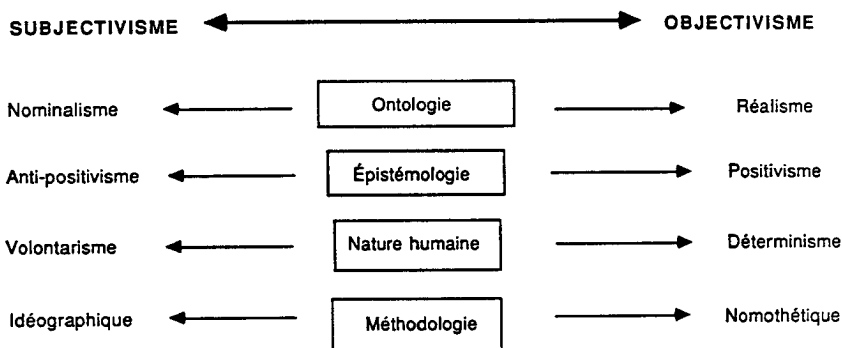 SUBJECTIVISME OBJECTIVISME
Nominalisme Ontologie Réalisme
Anti-positivisme Épistémologie Positivisme
Volontarisme Nature humaine Déterminisme
Idéographique Méthodologie Nomothétique